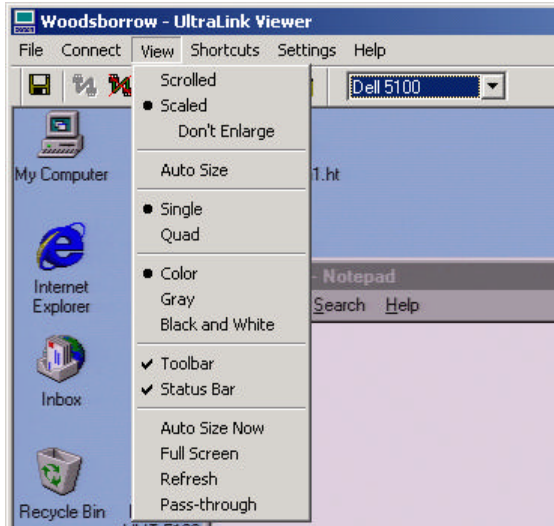 Woodsborrow - UltraLink Viewer
File Connect View Shortcuts Settings Help
Dell 5100
Scrolled
Scaled
Don't Enlarge
Auto Size
Single
Quad
Color
Gray
Black and White
Toolbar
Status Bar
Auto Size Now
Full Screen
Refresh
Pass-through
My Computer
1.ht
Internet
Explorer
- Notepad
Search Help
Inbox
Recycle Bin